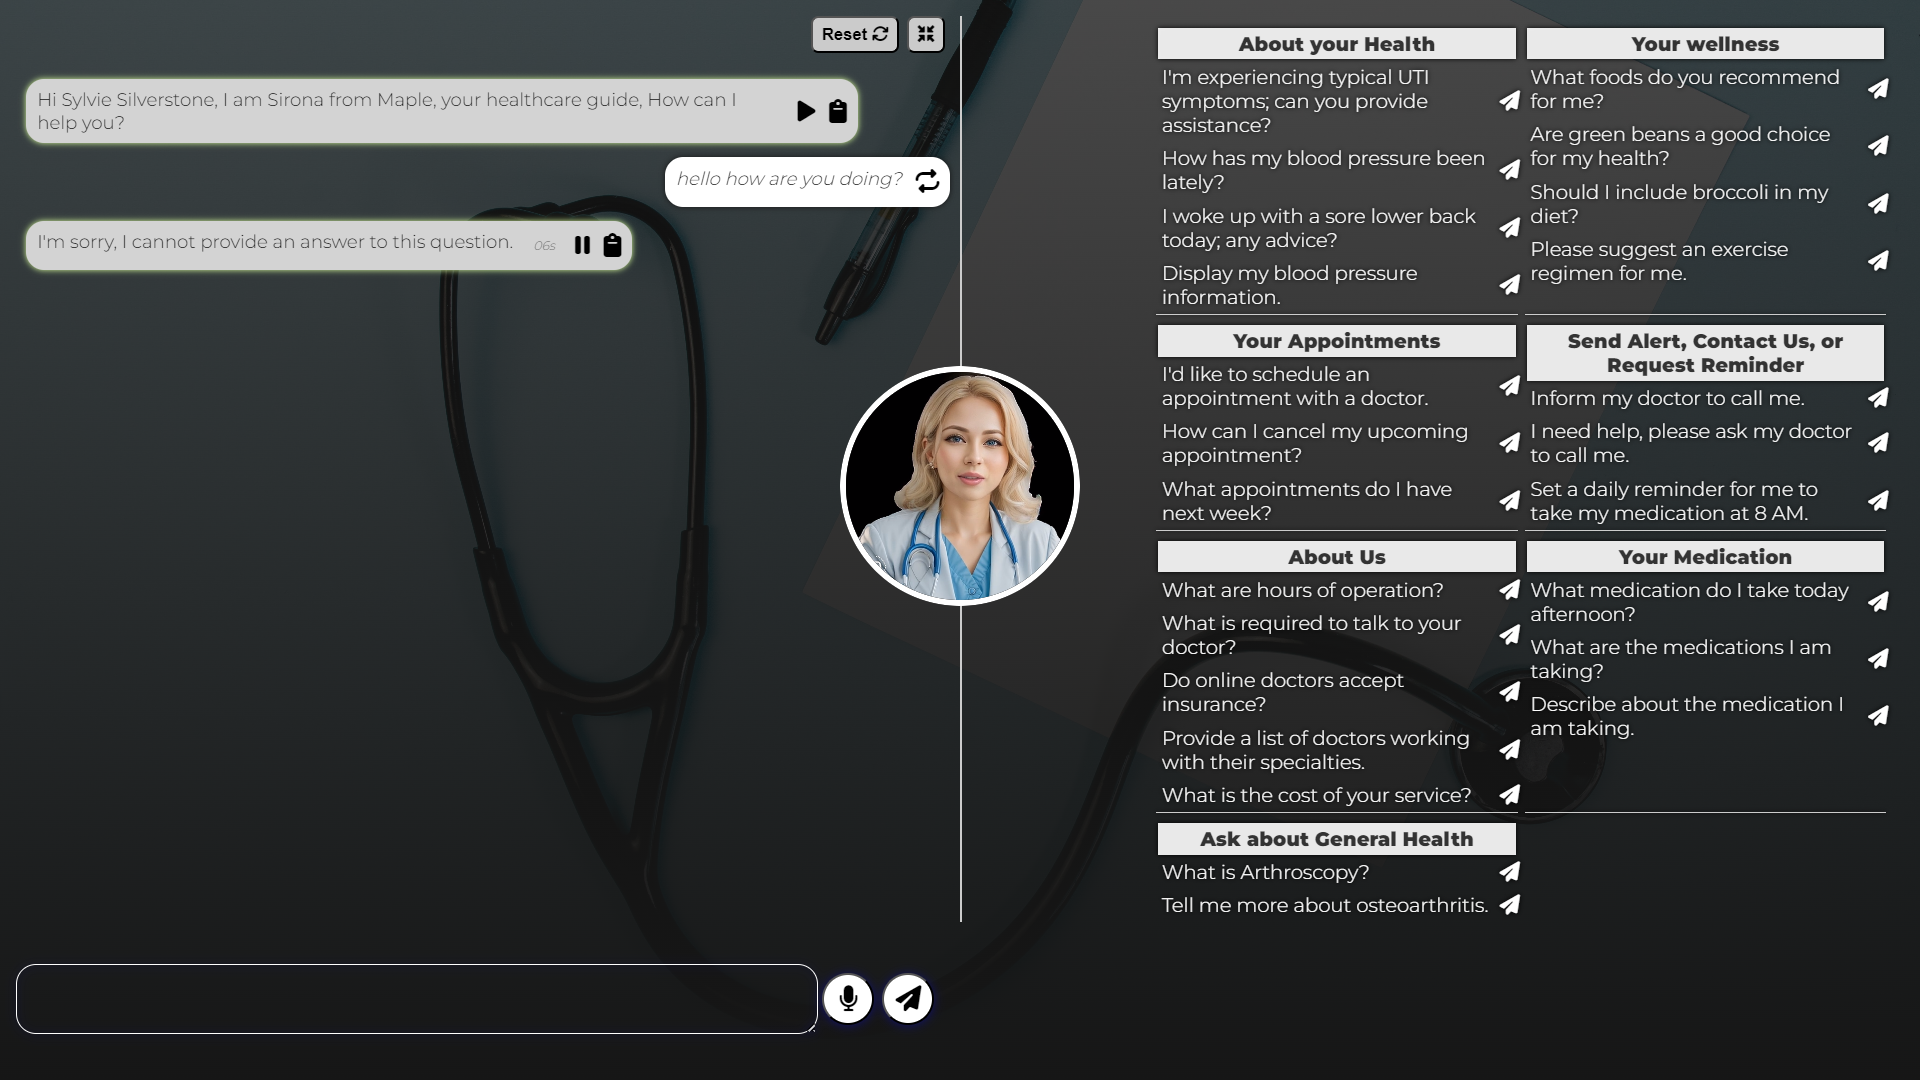 Reset
Hi Sylvie Silverstone, I am Sirona from Maple, your healthcare guide, How can I
help you?
hello how are you doing?
I'm sorry, I cannot provide an answer to this question.
06s
About your Health
I'm experiencing typical UTI
symptoms; can you provide
assistance?
How has my blood pressure been
lately?
I woke up with a sore lower back
today; any advice?
Display my blood pressure
information.
Your wellness
What foods do you recommend
for me?
Are green beans a good choice
for my health?
Should I include broccoli in my
diet?
Please suggest an exercise
regimen for me.
Your Appointments
I'd like to schedule an
appointment with a doctor.
How can I cancel my upcoming
appointment?
What appointments do I have
next week?
Send Alert, Contact Us, or
Request Reminder
Inform my doctor to call me.
I need help, please ask my doctor
to call me.
Set a daily reminder for me to
take my medication at 8 AM.
About Us
What are hours of operation?
What is required to talk to your
doctor?
Do online doctors accept
insurance?
Provide a list of doctors working
with their specialties.
What is the cost of your service?
Your Medication
What medication do I take today
afternoon?
What are the medications I am
taking?
Describe about the medication I
am taking.
Ask about General Health
What is Arthroscopy?
Tell me more about osteoarthritis.